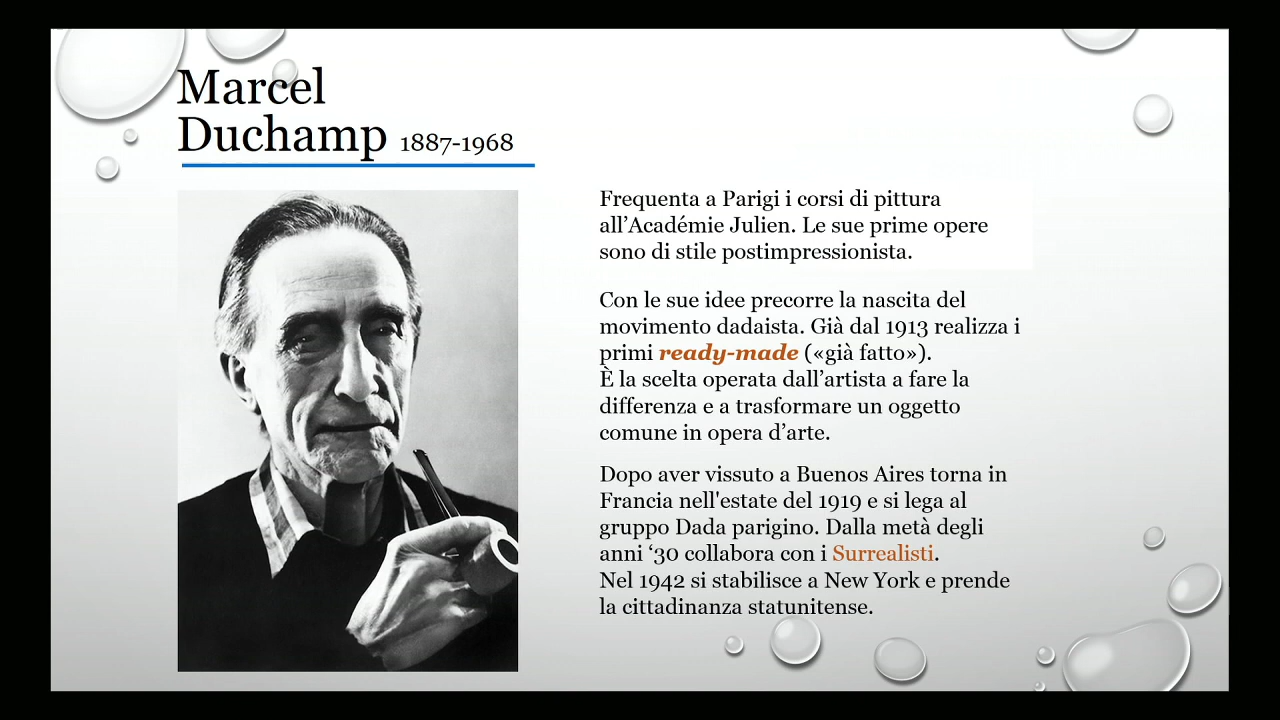 Marcel
Duchamp 1887-1968
Frequenta a Parigi i corsi di pittura
all’Académie Julien. Le sue prime opere
sono di stile postimpressionista.
Con le sue idee precorre la nascita del
movimento dadaista. Già dal 1913 realizza i
primi ready-made («già fatto»).
È la scelta operata dall’artista a fare la
differenza e a trasformare un oggetto
comune in opera d’arte.
Dopo aver vissuto a Buenos Aires torna in
Francia nell'estate del 1919 e si lega al
gruppo Dada parigino. Dalla metà degli
anni ‘30 collabora con i Surrealisti.
Nel 1942 si stabilisce a New York e prende
la cittadinanza statunitense.